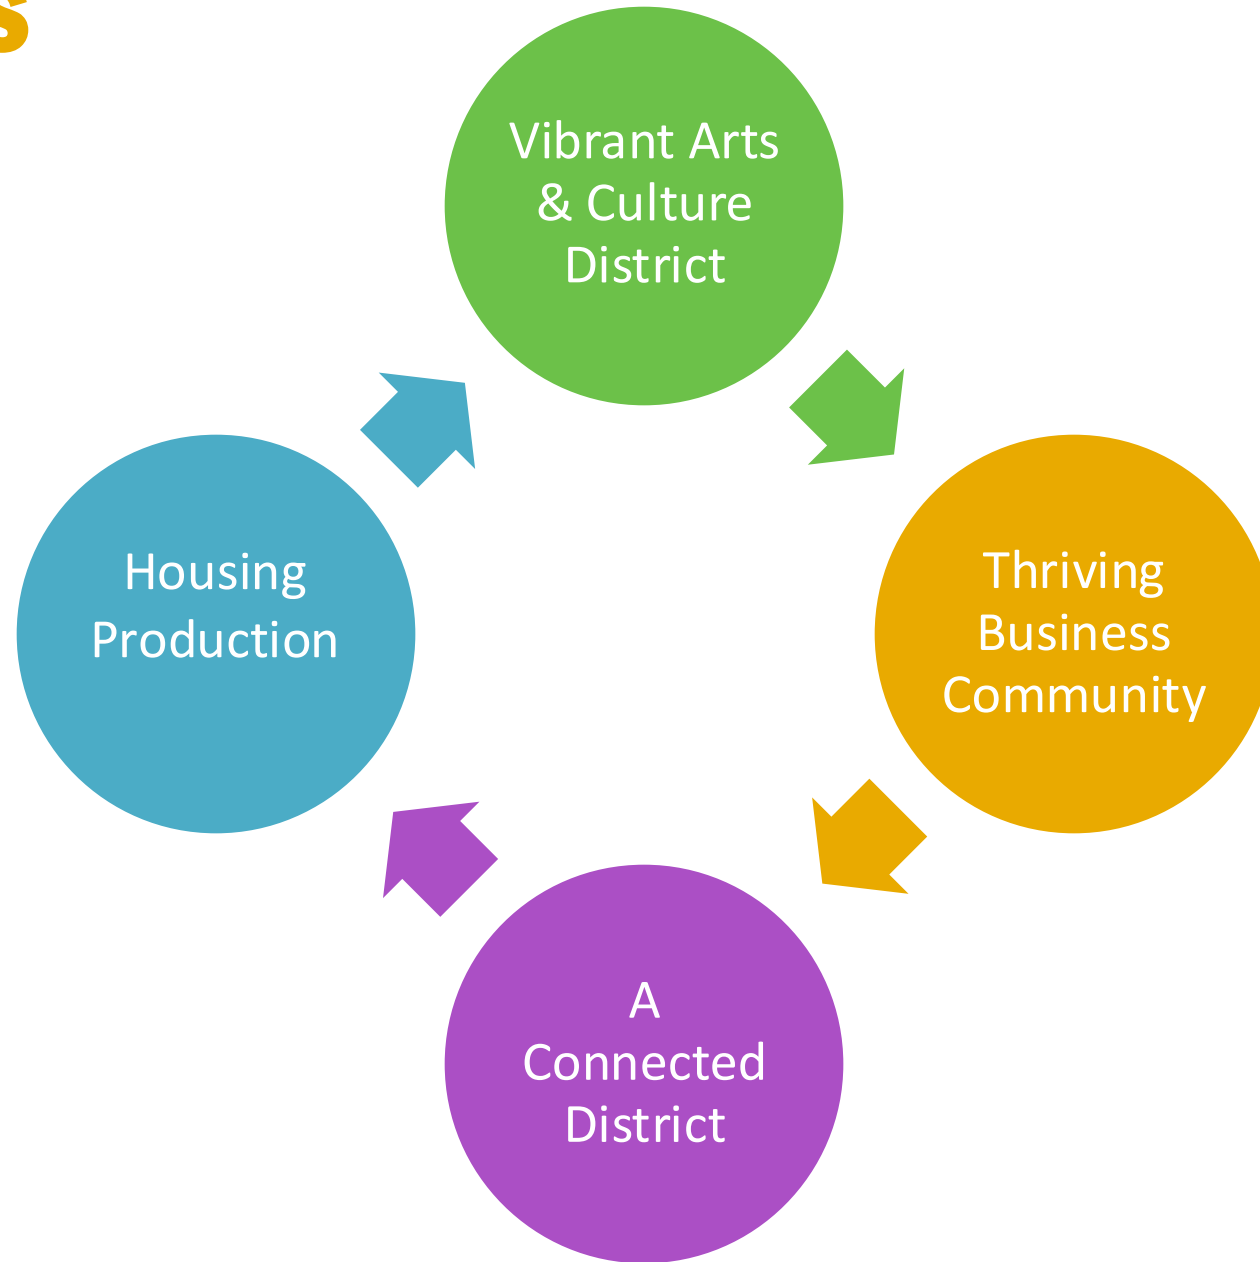 s
Vibrant Arts
& Culture
District
Thriving
Business
Community
A
Connected
District
Housing
Production